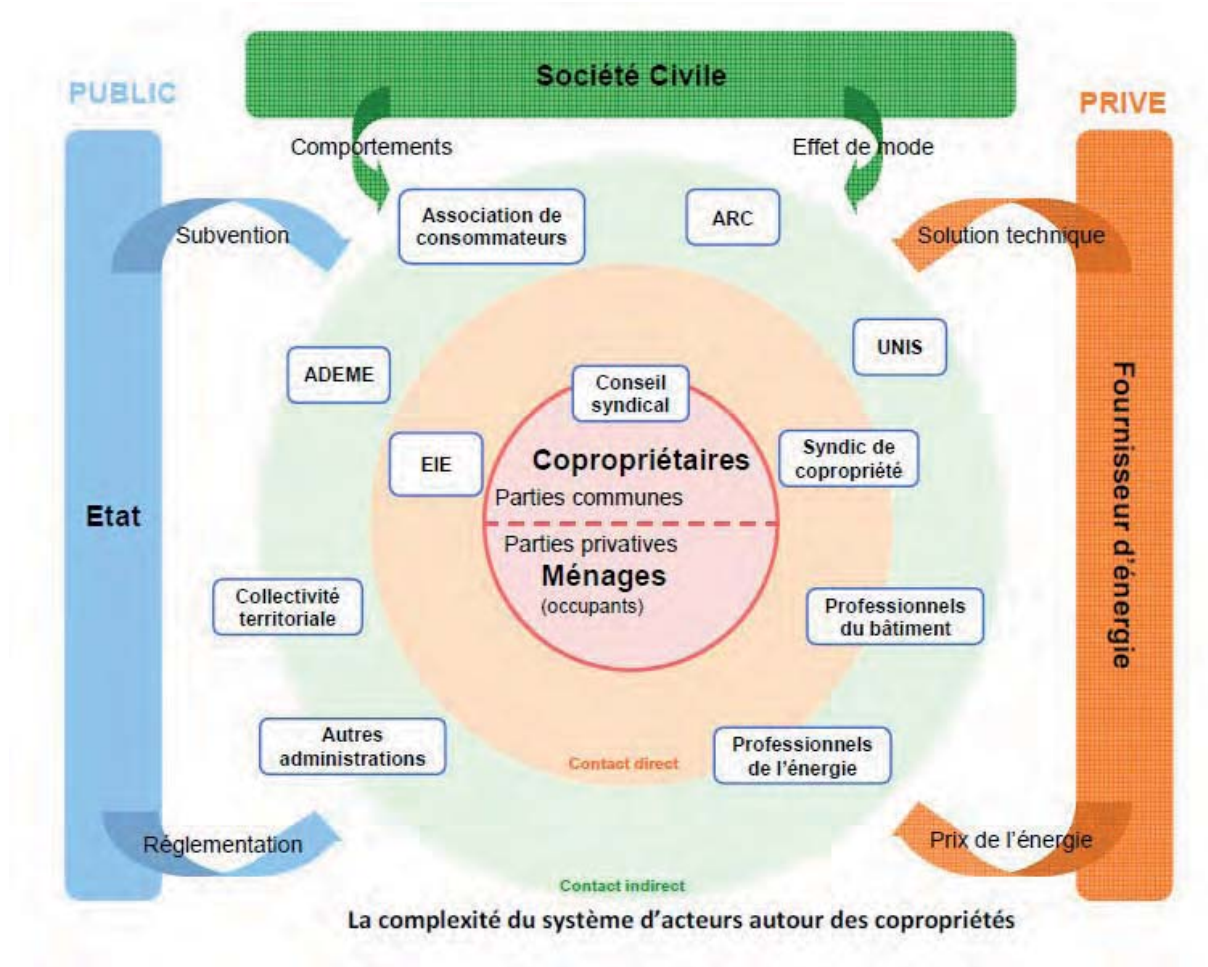 Société Civile
PUBLIC
PRIVE
Comportements
Effet de mode
Association de
consommateurs
ARC
Subvention
Solution technique
UNIS
ADEME
Conseil
syndical
EIE
Copropriétaires
Syndic de
copropriété
Parties communes
Etat
Fournisseur d'énergie
Parties privatives
Ménages
(occupants)
Collectivité
territoriale
Professionnels
du bâtiment
Autres
administrations
Professionnels
de l'énergie
Contact direct
Réglementation
Prix de l'énergie
Contact indirect
La complexité du système d'acteurs autour des copropriétés